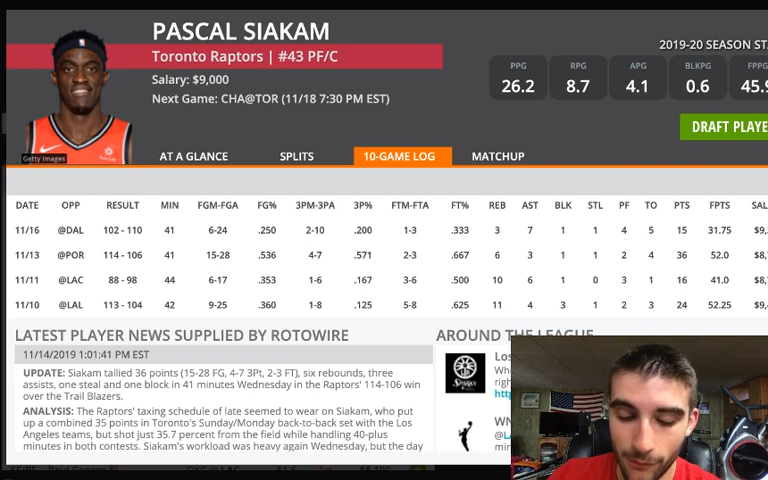 PASCAL SIAKAM
Toronto Raptors | #43 PF/C
Salary: $9,000
Next Game: CHA@TOR (11/18 7:30 PM EST)
2019-20 SEASON
PPG RPG APG BLKPG FPPG
26.2 8.7 4.1 0.6 45.9
DRAFT
Getty Images
AT A GLANCE SPLITS 10-GAME LOG MATCHUP
DATE OPP RESULT MIN FGM-FGA FG% 3PM-3PA 3P% FTM-FTA FT% REB AST BLK STL PF TO PTS FPTS
11/16 @DAL 102 - 110 41 6-24 .250 2-10 .200 1-3 .333 3 7 1 1 4 5 15 31.75
11/13 @POR 114 - 106 41 15-28 .536 4-7 .571 2-3 .667 6 3 1 1 2 4 36 52.0
11/11 @LAC 88 - 98 44 6-17 .353 1-6 .167 3-6 .500 10 6 1 0 3 1 16 41.0
11/10 @LAL 113 - 104 42 9-25 .360 1-8 .125 5-8 .625 11 4 3 1 2 3 24 52.25
LATEST PLAYER NEWS SUPPLIED BY ROTOWIRE
11/14/2019 1:01:41 PM EST
UPDATE: Siakam tallied 36 points (15-28 FG, 4-7 3Pt, 2-3 FT), six rebounds, three
assists, one steal and one block in 41 minutes Wednesday in the Raptors' 114-106 win
over the Trail Blazers.
ANALYSIS: The Raptors' taxing schedule of late seemed to wear on Siakam, who put
up a combined 35 points in Toronto's Sunday/Monday back-to-back set with the Los
Angeles teams, but shot just 35.7 percent from the field while handling 40-plus
minutes in both contests. Siakam's workload was heavy again Wednesday, but the day
AROUND THE LEAGUE